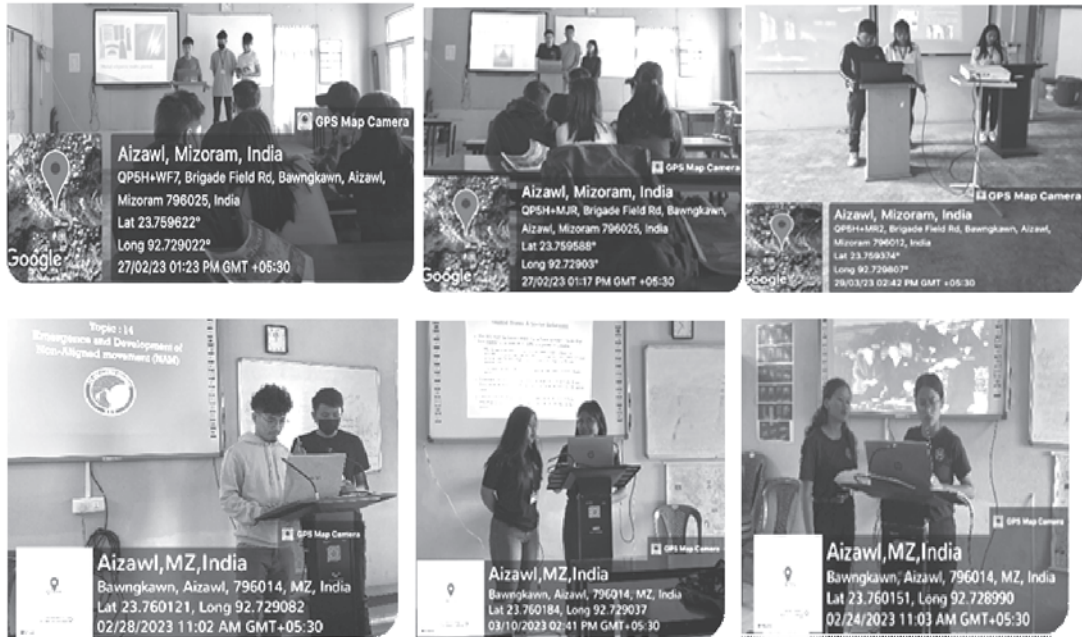 GPS Map Camera
Aizawl, Mizoram, India
QP5H+WF7, Brigade Field Rd, Bawngkawn, Aizawl,
Mizoram 796025, India
Lat 23.759622°
Long 92.729022°
27/02/23 01:23 PM GMT +05:30
Google
GPS Map Camera
Aizawl, Mizoram, India
QP5H+MJR, Brigade Field Rd, Bawngkawn,
Aizawl, Mizoram 796025, India
Lat 23.759588°
Long 92.72903°
27/02/23 01:17 PM GMT +05:30
Google
GPS Map Camera
Aizawl, Mizoram, India
QP5H+MR2, Brigade Field Rd, Bawngkawn, Aizawl,
Mizoram 796012, India
Lat 23.759374°
Long 92.729807°
29/03/23 02:42 PM GMT +05:30
Google
Topic : 14
Emergence and Development of
Non-Aligned movement (NAM)
GPS Map Camera
Aizawl,MZ,India
Bawngkawn, Aizawl, 796014, MZ, India
Lat 23.760121, Long 92.729082
02/28/2023 11:02 AM GMT+05:30
GPS Map Camera
Aizawl,MZ,India
Bawngkawn, Aizawl, 796014, MZ, India
Lat 23.760184, Long 92.729037
03/10/2023 02:41 PM GMT+05:30
GPS Map Camera
Aizawl,MZ,India
Bawngkawn, Aizawl, 796014, MZ, India
Lat 23.760151, Long 92.728990
02/24/2023 11:03 AM GMT+05:30